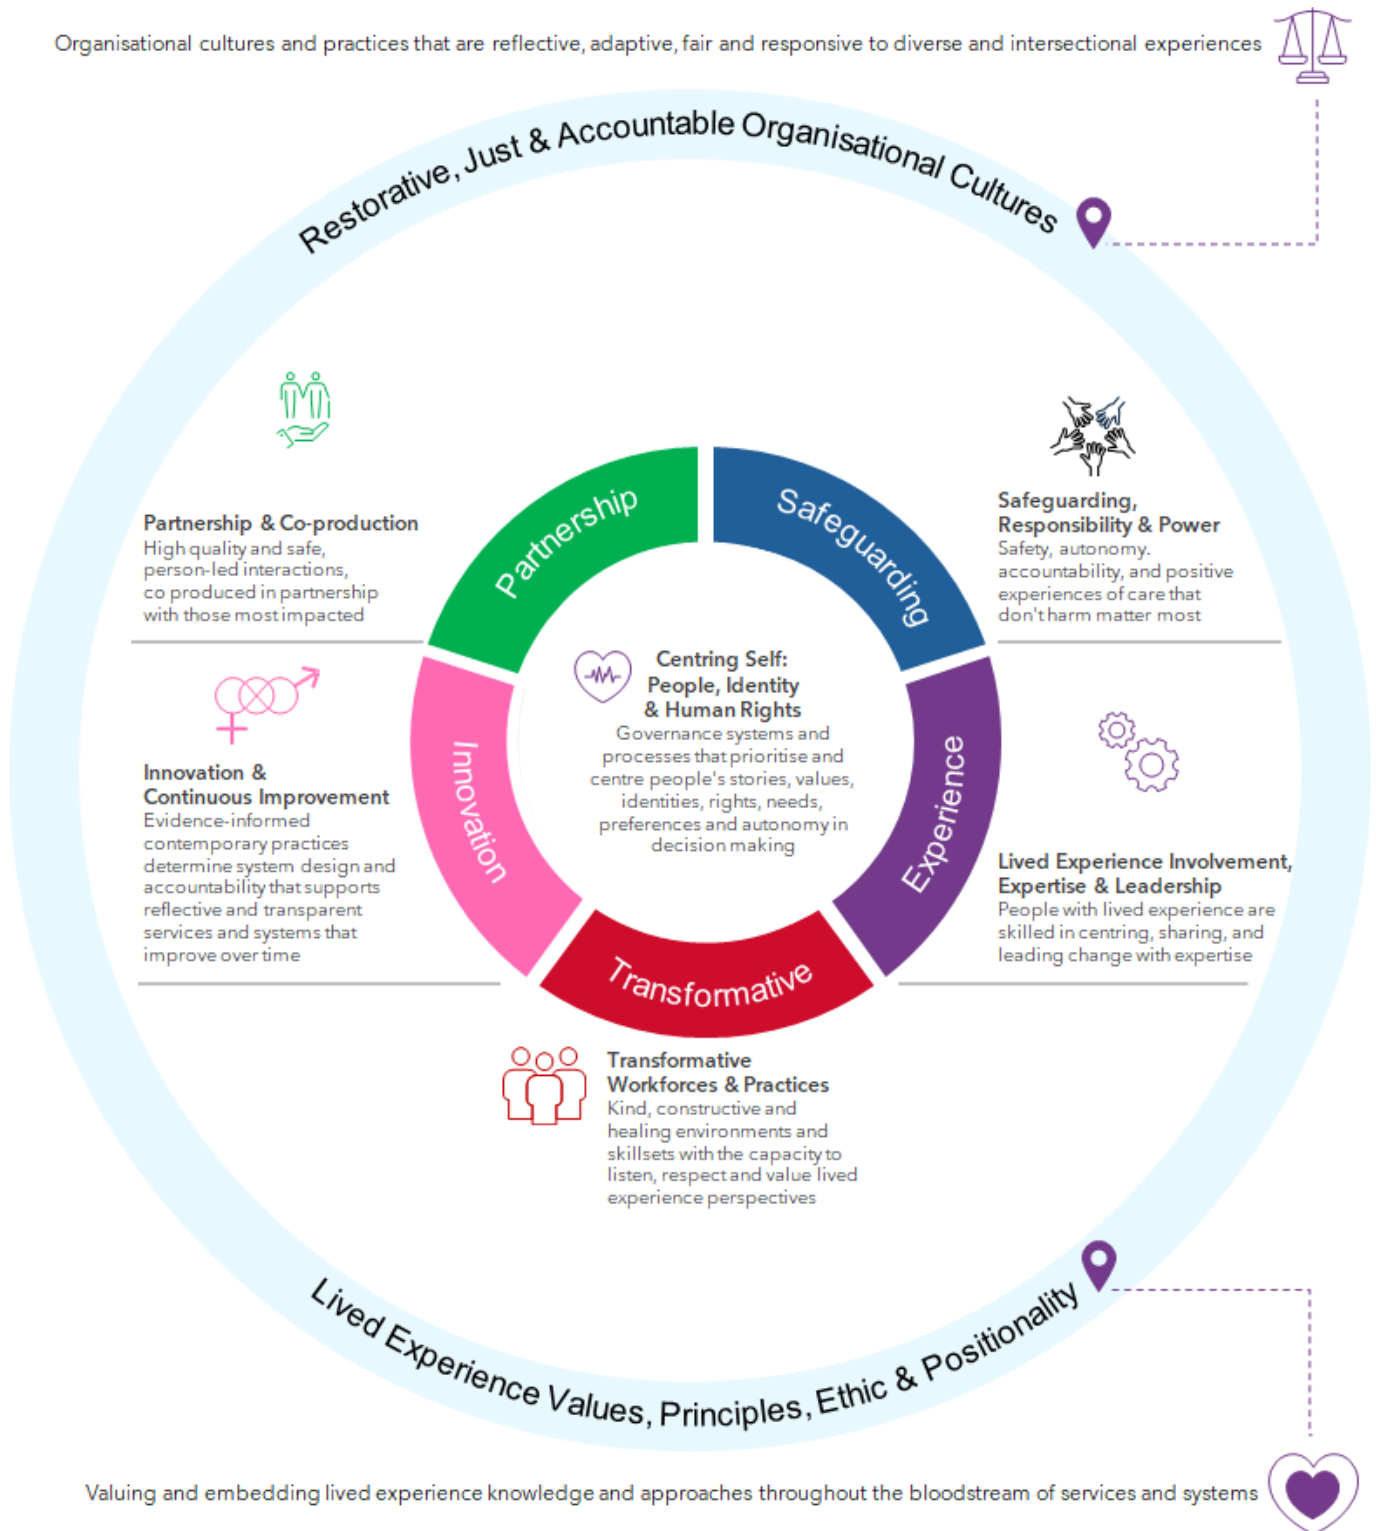 Organisational cultures and practices that are reflective, adaptive, fair and responsive to diverse and intersectional experiences
Restorative, Just & Accountable Organisational Cultures
Partnership & Co-production
High quality and safe,
person-led interactions,
co produced in partnership
with those most impacted
Partnership
Safeguarding
Safeguarding,
Responsibility & Power
Safety, autonomy.
accountability, and positive
experiences of care that
don't harm matter most
Innovation &
Continuous Improvement
Evidence-informed
contemporary practices
determine system design and
accountability that supports
reflective and transparent
services and systems that
improve over time
Innovation
Centring Self:
People, Identity
& Human Rights
Governance systems and
processes that prioritise and
centre people's stories, values,
identities, rights, needs,
preferences and autonomy in
decision making
Experience
Lived Experience Involvement,
Expertise & Leadership
People with lived experience are
skilled in centring, sharing, and
leading change with expertise
Transformative
Transformative
Workforces & Practices
Kind, constructive and
healing environments and
skillsets with the capacity to
listen, respect and value lived
experience perspectives
Lived Experience Values, Principles, Ethic & Positionality
Valuing and embedding lived experience knowledge and approaches throughout the bloodstream of services and systems